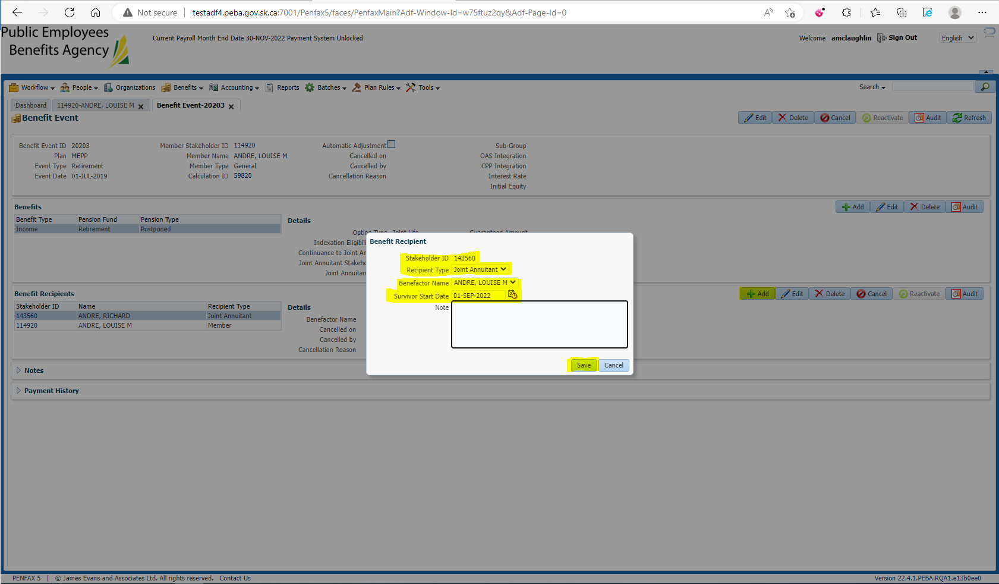 Not secure | testadf4.peba.gov.sk.ca:7001/Penfax5/faces/PenfaxMain?Adf-Window-Id=w75ftuz2qy&Adf-Page-Id=0
Public Employees
Benefits Agency
Current Payroll Month End Date 30-NOV-2022 Payment System Unlocked
Welcome amclaughlin Sign Out English
Workflow People Organizations Benefits Accounting Reports Batches Plan Rules Tools Search
Dashboard 114920-ANDRE, LOUISE M Benefit Event-20203
Benefit Event
Edit Delete Cancel Reactivate Audit Refresh
Benefit Event ID 20203 Member Stakeholder ID 114920 Automatic Adjustment Sub-Group
Plan MEPP Member Name ANDRE, LOUISE M Cancelled on OAS Integration
Event Type Retirement Member Type General Cancelled by CPP Integration
Event Date 01-JUL-2019 Calculation ID 59820 Cancellation Reason Interest Rate
Initial Equity
Benefits
Add Edit Delete Audit
Benefit Type Pension Fund Pension Type
Income Retirement Postponed
Details
Option Type Joint Life Guaranteed Amount
Indexation Eligibili
Continuance to Joint An
Joint Annuitant Stakeho
Joint Annuitan
Benefit Recipient
Stakeholder ID 143560
Recipient Type Joint Annuitant
Benefactor Name ANDRE, LOUISE M
Survivor Start Date 01-SEP-2022
Note
Save Cancel
Benefit Recipients
Add Edit Delete Cancel Reactivate Audit
Stakeholder ID Name Recipient Type
143560 ANDRE, RICHARD Joint Annuitant
114920 ANDRE, LOUISE M Member
Details
Benefactor Name
Cancelled on
Cancelled by
Cancellation Reason
Notes
Payment History
PENFAX 5 | © James Evans and Associates Ltd. All rights reserved. Contact Us
Version 22.4.1.PEBA.RQA1.e13b0ee0